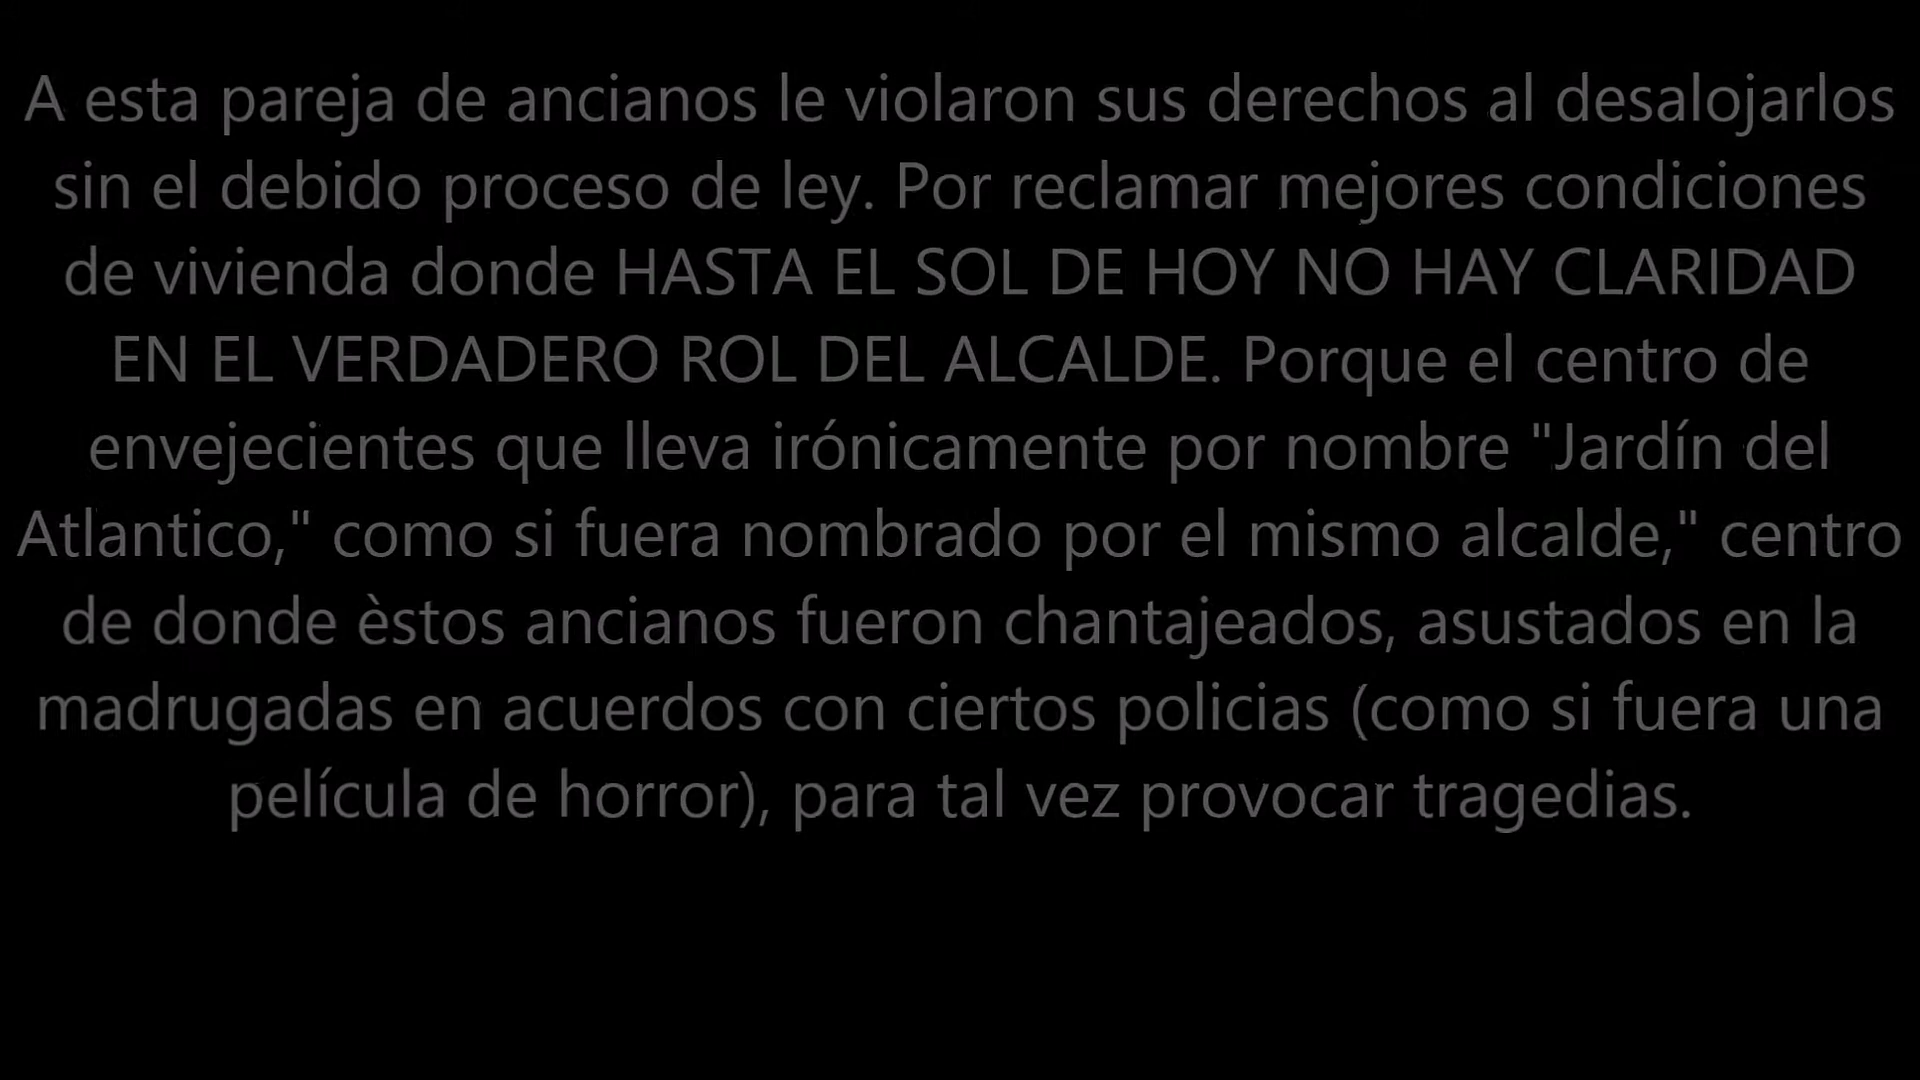 A esta pareja de ancianos le violaron sus derechos al desalojarlos
sin el debido proceso de ley. Por reclamar mejores condiciones
de vivienda donde HASTA EL SOL DE HOY NO HAY CLARIDAD
EN EL VERDADERO ROL DEL ALCALDE. Porque el centro de
envejecientes que lleva irónicamente por nombre "Jardín del
Atlantico," como si fuera nombrado por el mismo alcalde," centro
de donde èstos ancianos fueron chantajeados, asustados en la
madrugadas en acuerdos con ciertos policias (como si fuera una
película de horror), para tal vez provocar tragedias.